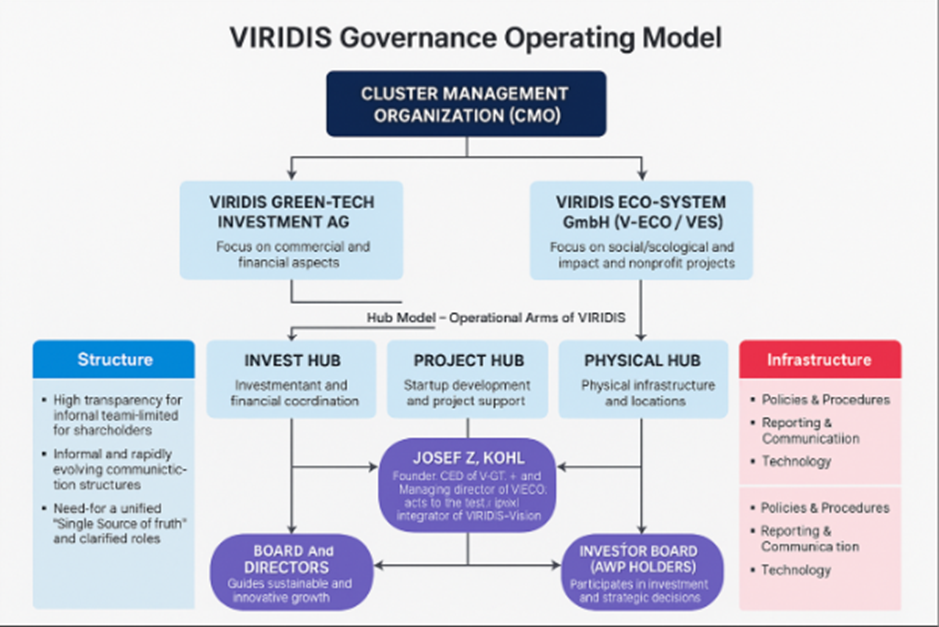 VIRIDIS Governance Operating Model
CLUSTER MANAGEMENT
ORGANIZATION (CMO)
VIRIDIS GREEN-TECH
INVESTMENT AG
Focus on commercial and
financial aspects
VIRIDIS ECO-SYSTEM
GmbH (V-ECO / VES)
Focus on social/scological and
impact and nonprofit projects
Hub Model – Operational Arms of VIRIDIS
Structure
▪ High transparency for
infornal teami-limited
for sharcholders
▪ Informal and rapidly
evolving communictic-
tion structures
▪ Need-for a unified
"Single Source of fruth"
and clarified roles
INVEST HUB
Investmentant and
financial coordination
PROJECT HUB
Startup development
and project support
PHYSICAL HUB
Physical infrastructure
and locations
Infrastructure
▪ Policies & Procedures
▪ Reporting &
Communicatiion
▪ Technology
▪ Policies & Procedures
▪ Reporting &
Communica tion
▪ Technology
JOSEF Z, KOHL
Founder. CED of V-GT. + and
Managing director of VIECO.
acts to the
integrator of VIRIDIS-Vision
BOARD And
DIRECTORS
Guides sustainable and
innovative growth
INVESTOR BOARD
(AWP HOLDERS)
Participates in investment
and strategic decisions